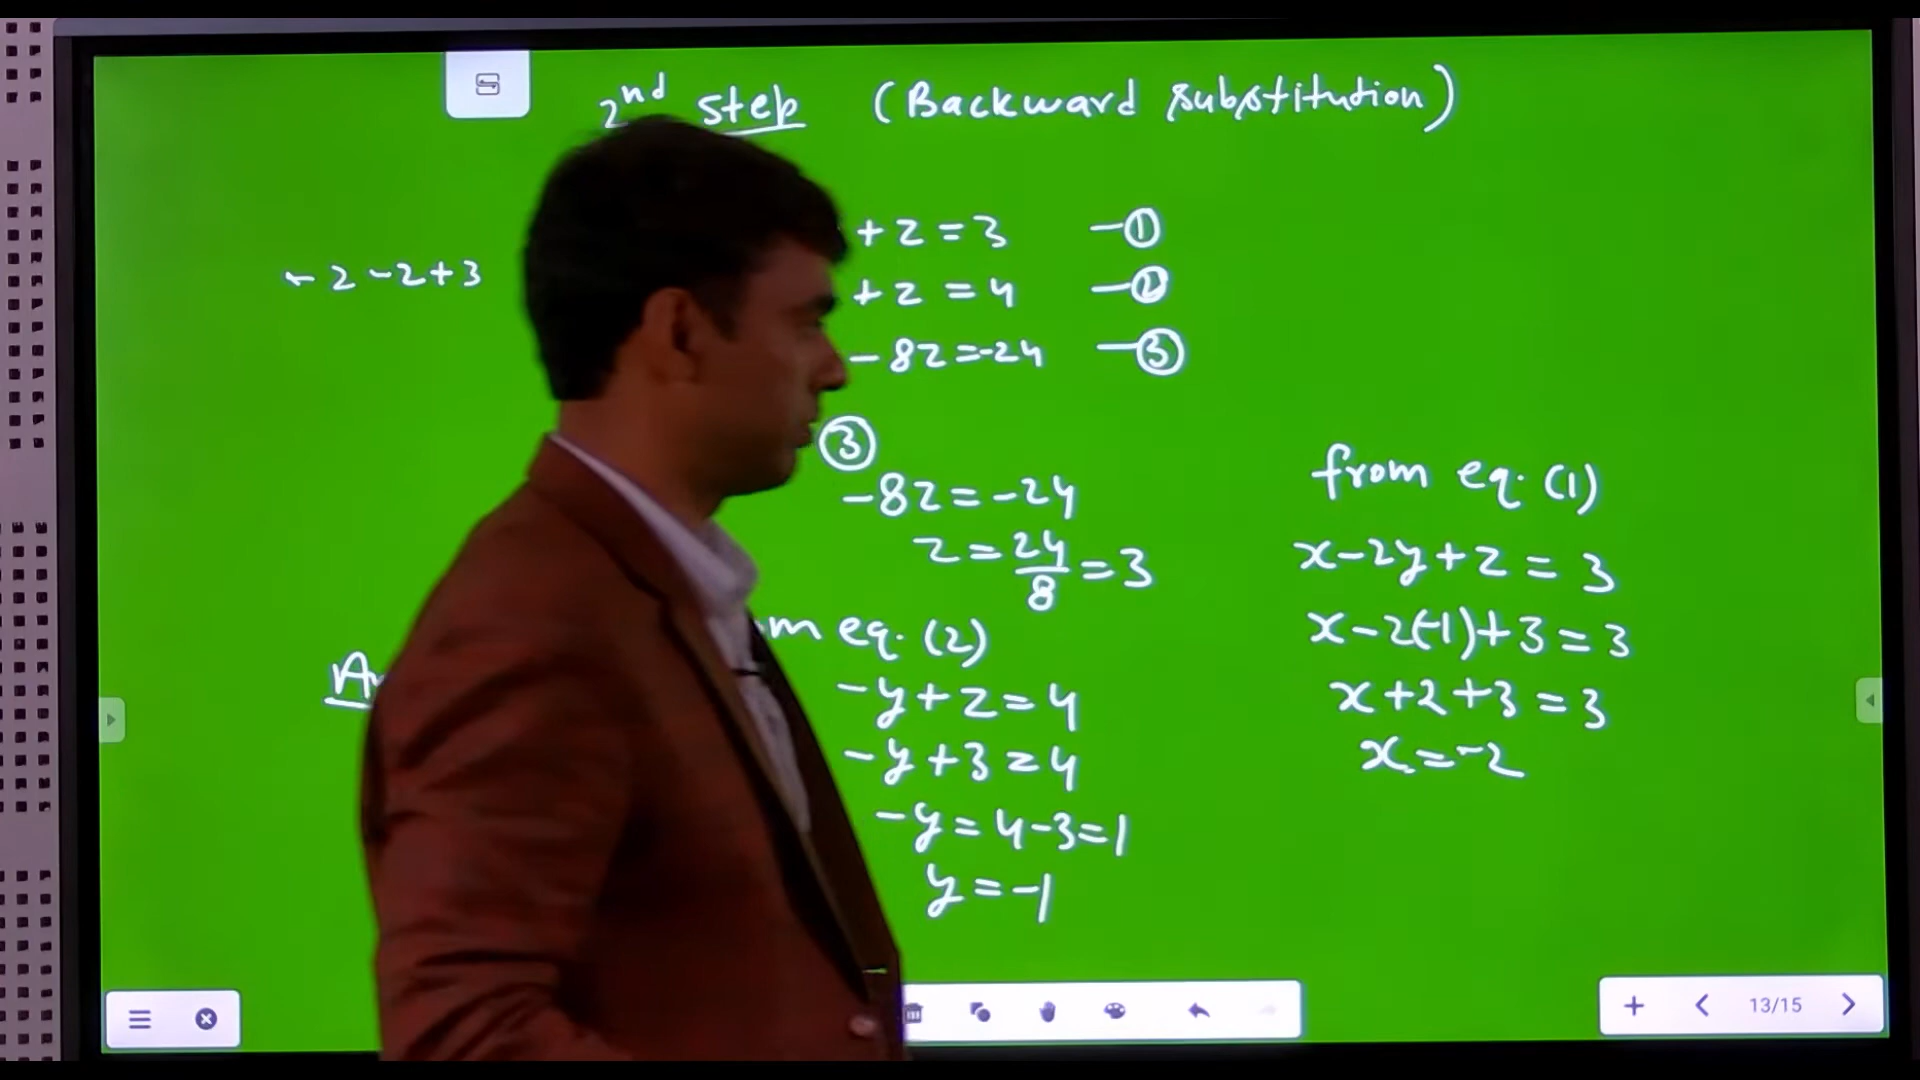 2nd step (Backward substitution)
+ z = 3 — ①
- 2 - 2 + 3
+ z = 4 — ②
- 8z = -24 — ③
③
-8z = -24
z = 24/8 = 3
eq. (2)
-y + z = 4
-y + 3 = 4
-y = 4 - 3 = 1
y = -1
from eq. (1)
x - 2y + z = 3
x - 2(-1) + 3 = 3
x + 2 + 3 = 3
x = -2
13/15